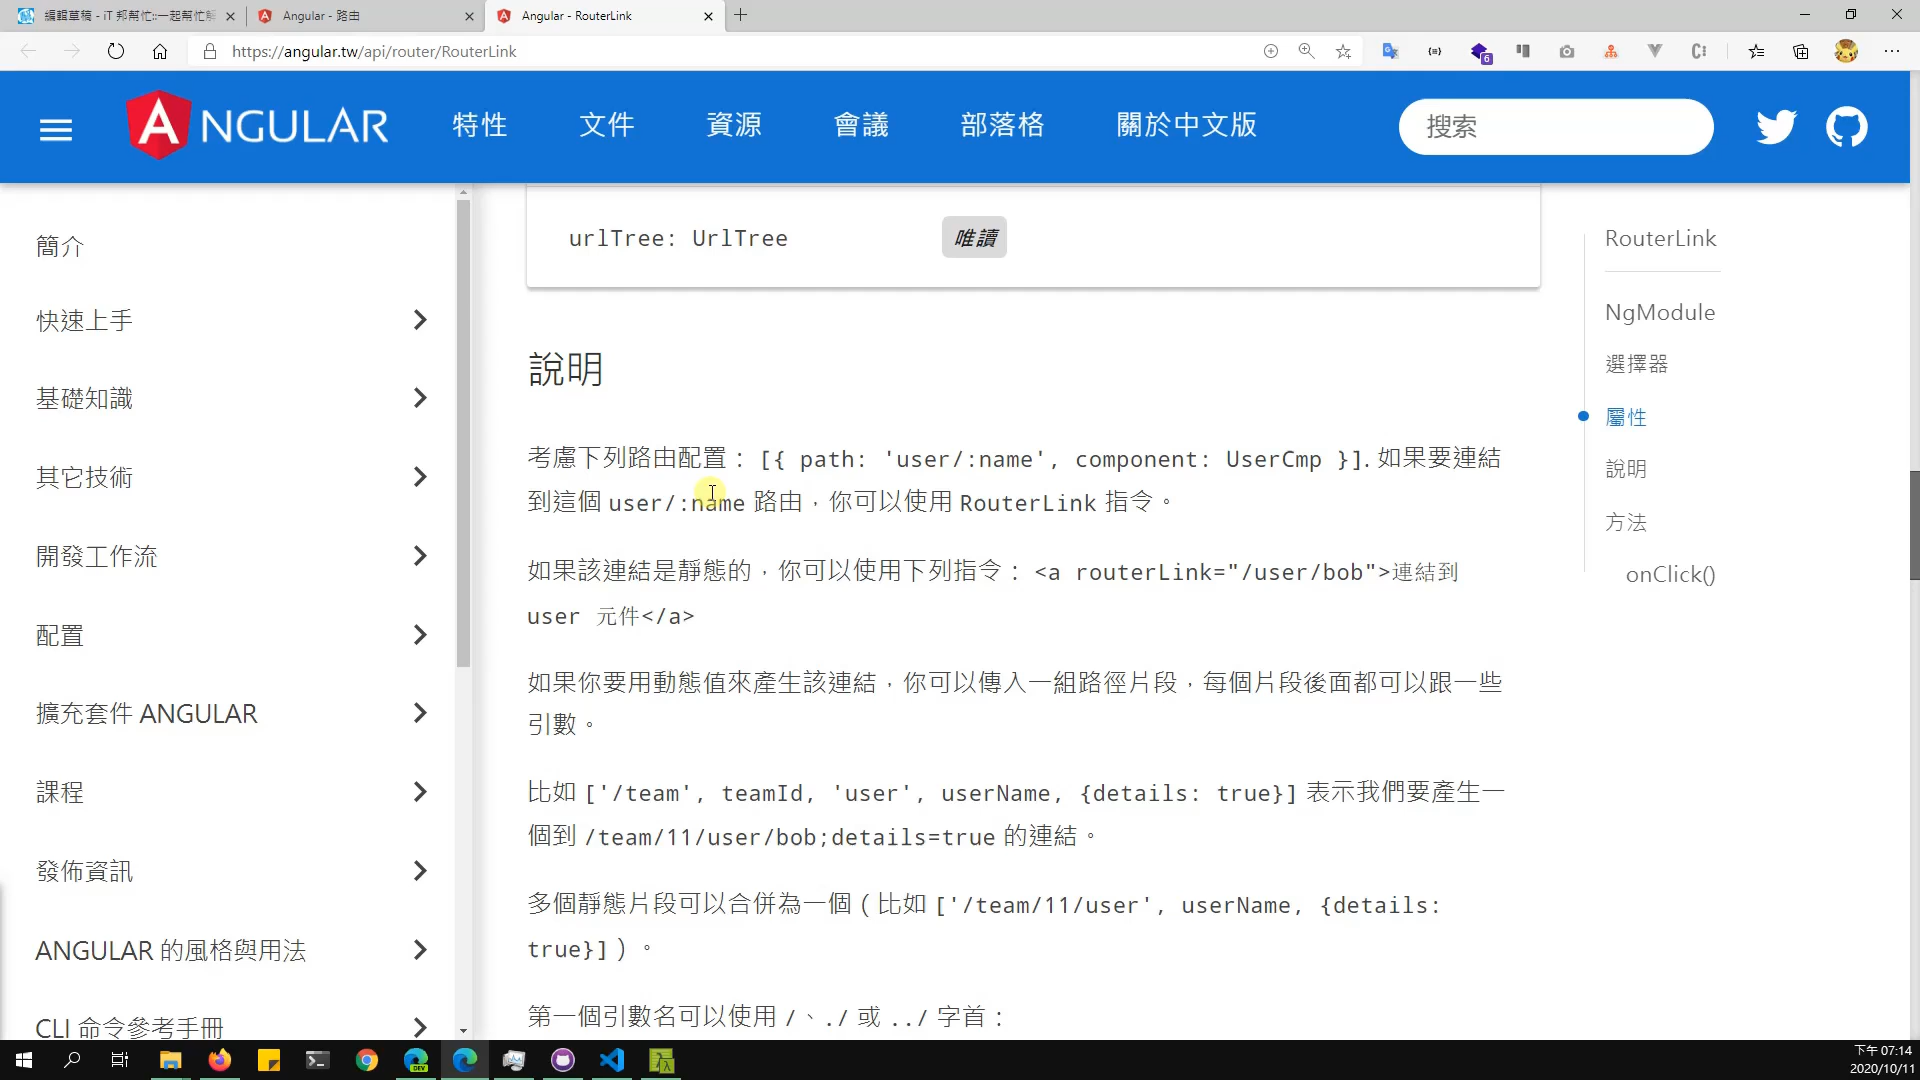 編輯草稿 - iT 邦幫忙::一起幫忙解
Angular - 路由
Angular - RouterLink
https://angular.tw/api/router/RouterLink
6
ANGULAR
特性
文件
資源
會議
部落格
關於中文版
搜索
簡介
快速上手
基礎知識
其它技術
開發工作流
配置
擴充套件 ANGULAR
課程
發佈資訊
ANGULAR 的風格與用法
CLI 命令參考手冊
urlTree: UrlTree
唯讀
說明
考慮下列路由配置： [{ path: 'user/:name', component: UserCmp }]. 如果要連結
到這個 user/:name 路由，你可以使用 RouterLink 指令。
如果該連結是靜態的，你可以使用下列指令： <a routerLink="/user/bob">連結到
user 元件</a>
如果你要用動態值來產生該連結，你可以傳入一組路徑片段，每個片段後面都可以跟一些
引數。
比如 ['/team', teamId, 'user', userName, {details: true}] 表示我們要產生一
個到 /team/11/user/bob;details=true 的連結。
多個靜態片段可以合併為一個（比如 ['/team/11/user', userName, {details:
true}]）。
第一個引數名可以使用 /、./ 或 ../ 字首：
RouterLink
NgModule
選擇器
屬性
說明
方法
onClick()
DEV
下午 07:14
2020/10/11